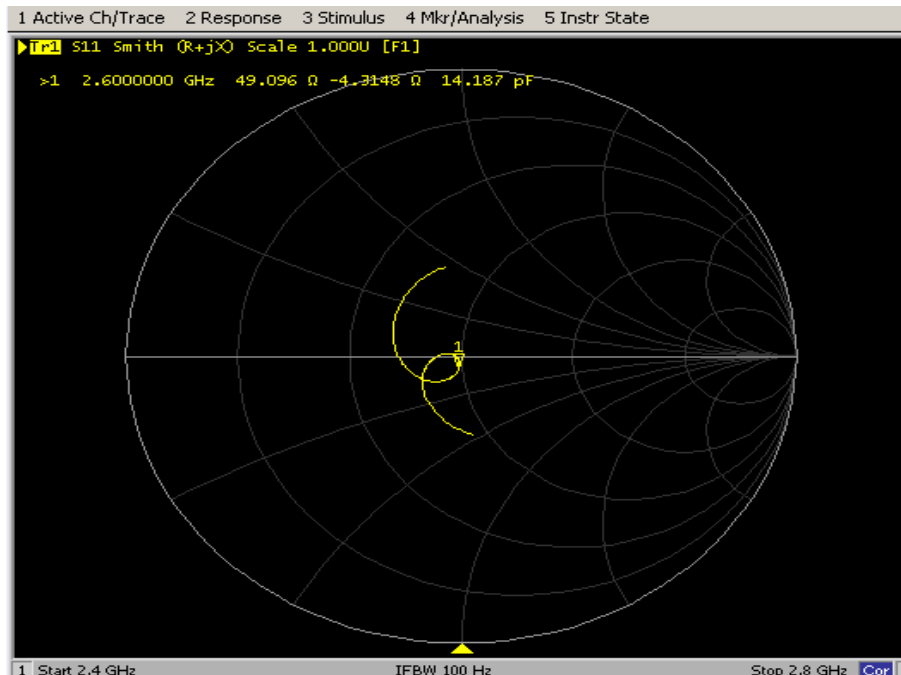 1 Active Ch/Trace 2 Response 3 Stimulus 4 Mkr/Analysis 5 Instr State
Tr1 S11 Smith (R+jX) Scale 1.000U [F1]
>1 2.6000000 GHz 49.096 Ω -4.3148 Ω 14.187 pF
1
1 Start 2.4 GHz IFBW 100 Hz Stop 2.8 GHz Cor